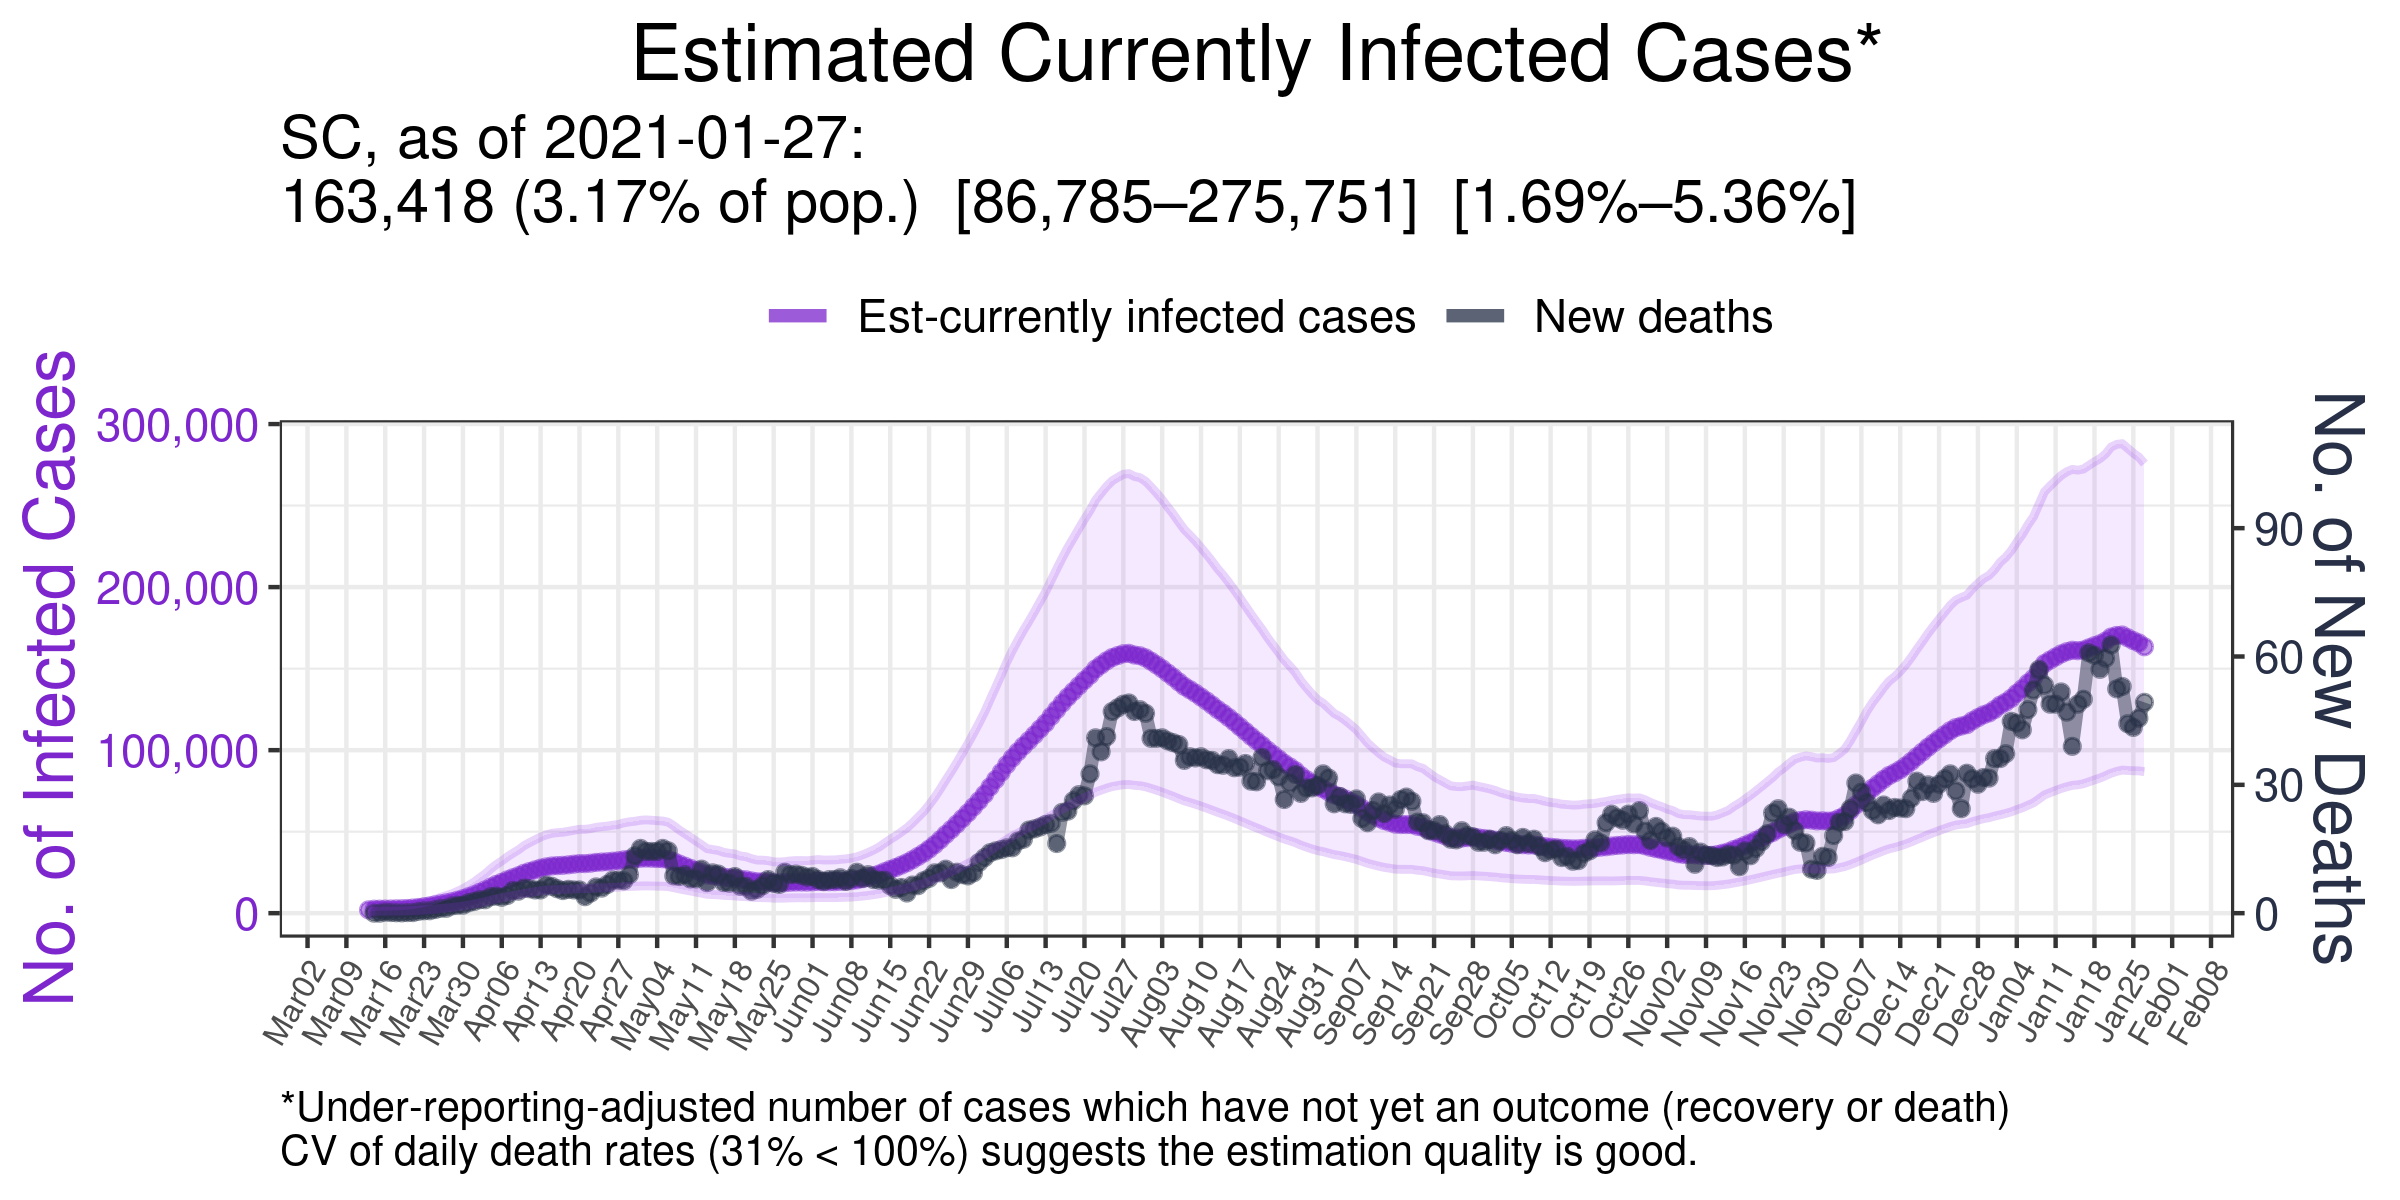 Estimated Currently Infected Cases*
SC, as of 2021-01-27:
163,418 (3.17% of pop.) [86,785–275,751] [1.69%–5.36%]
Est-currently infected cases
New deaths
No. of Infected Cases
300,000
200,000
100,000
0
90
60
30
0
No. of New Deaths
Mar02
Mar09
Mar16
Mar23
Mar30
Apr06
Apr13
Apr20
Apr27
May04
May11
May18
May25
Jun01
Jun08
Jun15
Jun22
Jun29
Jul06
Jul13
Jul20
Jul27
Aug03
Aug10
Aug17
Aug24
Aug31
Sep07
Sep14
Sep21
Sep28
Oct05
Oct12
Oct19
Oct26
Nov02
Nov09
Nov16
Nov23
Nov30
Dec07
Dec14
Dec21
Dec28
Jan04
Jan11
Jan18
Jan25
Feb01
Feb08
*Under-reporting-adjusted number of cases which have not yet an outcome (recovery or death)
CV of daily death rates (31% < 100%) suggests the estimation quality is good.